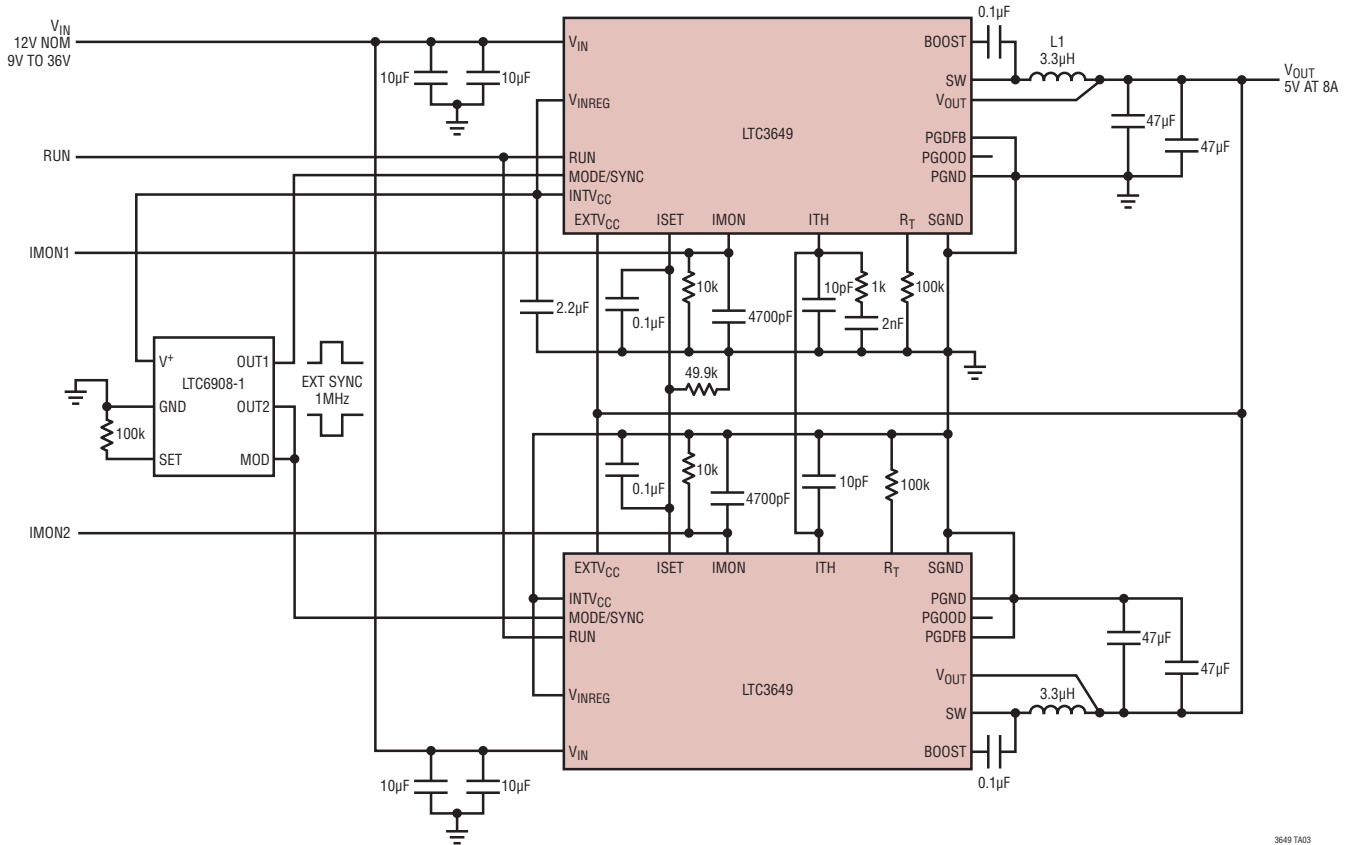 V_IN
12V NOM
9V TO 36V
10µF
10µF
V_IN
V_INREG
RUN
RUN
MODE/SYNC
INTV_CC
EXTV_CC
ISET
IMON
ITH
R_T
SGND
LTC3649
BOOST
SW
V_OUT
PGDFB
PGOOD
PGND
0.1µF
L1
3.3µH
V_OUT
5V AT 8A
47µF
47µF
IMON1
2.2µF
0.1µF
10k
4700pF
10pF
1k
2nF
100k
49.9k
V+
OUT1
LTC6908-1
GND
OUT2
SET
MOD
100k
EXT SYNC
1MHz
0.1µF
10k
4700pF
10pF
100k
IMON2
EXTV_CC
ISET
IMON
ITH
R_T
SGND
INTV_CC
MODE/SYNC
RUN
V_INREG
V_IN
LTC3649
PGND
PGOOD
PGDFB
V_OUT
SW
BOOST
47µF
47µF
3.3µH
0.1µF
10µF
10µF
3649 TA03